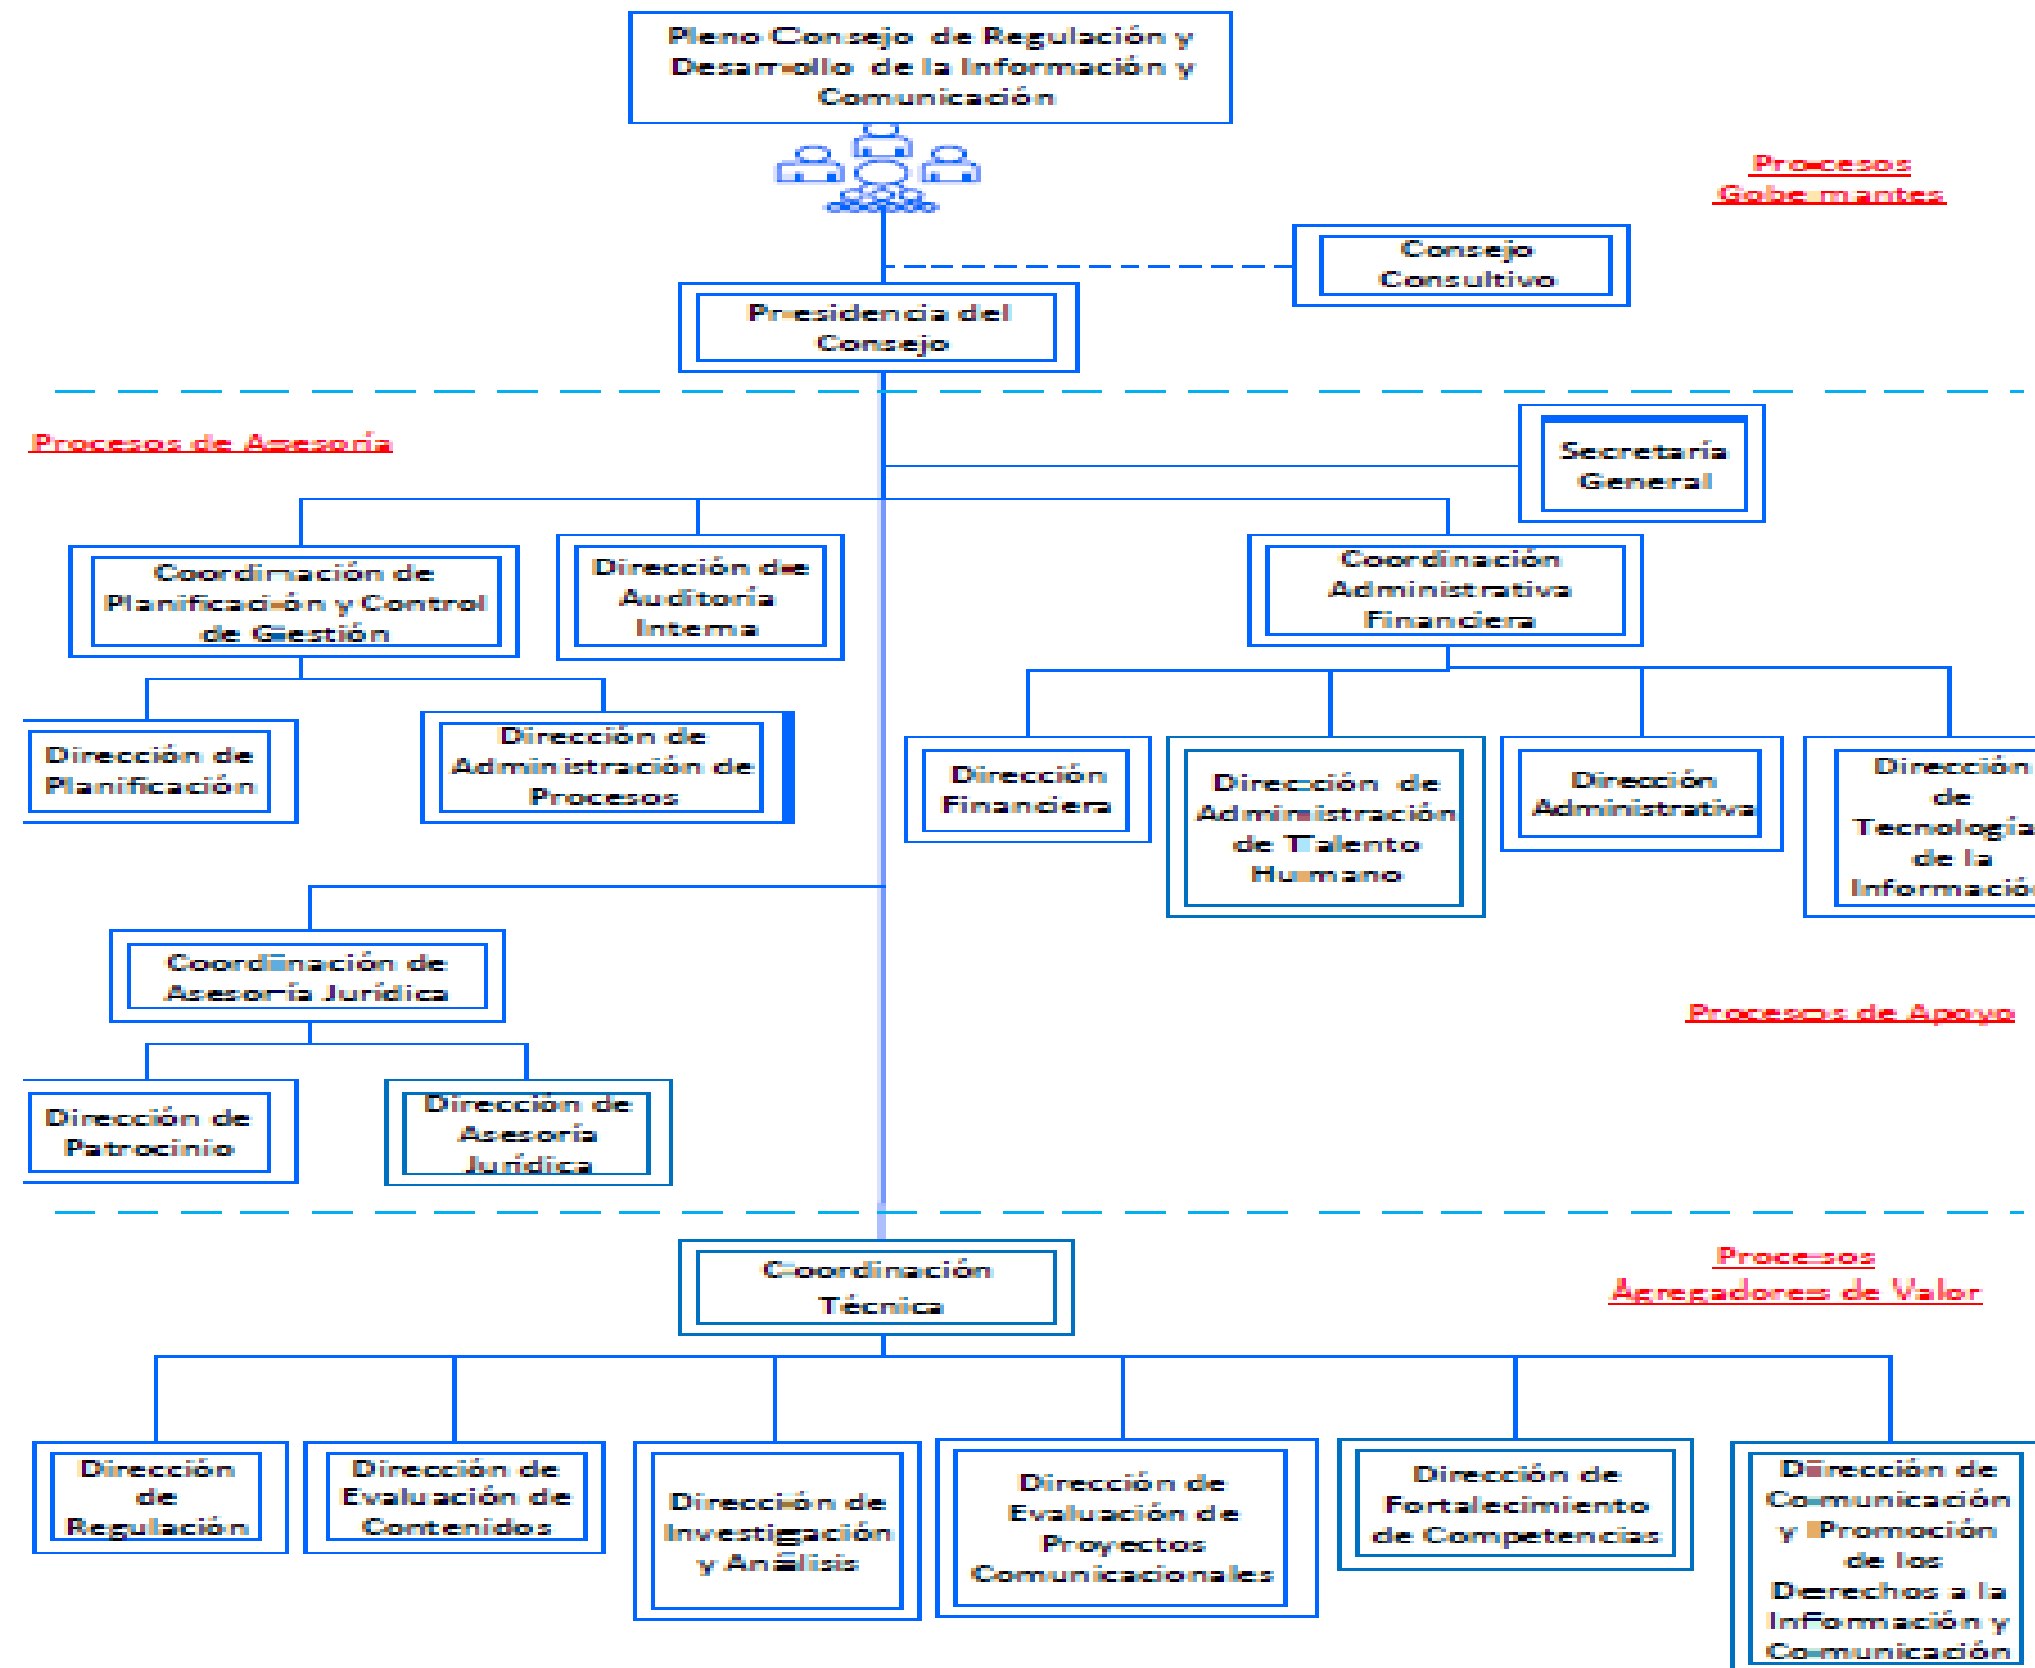 Pleno Consejo de Regulación y
Desarrollo de la Información y
Comunicación
Procesos
Gobernantes
Consejo
Consultivo
Presidencia del
Consejo
Procesos de Asesoría
Secretaría
General
Coordinación de
Planificación y Control
de Gestión
Dirección de
Auditoría
Interna
Coordinación
Administrativa
Financiera
Dirección de
Planificación
Dirección de
Administración de
Procesos
Dirección
Financiera
Dirección de
Administración
de Talento
Humano
Dirección
Administrativa
Dirección
de
Tecnología
de la
Informació
Coordinación de
Asesoría Jurídica
Procesos de Apoyo
Dirección de
Patrocinio
Dirección de
Asesoría
Jurídica
Coordinación
Técnica
Procesos
Agregadores de Valor
Dirección
de
Regulación
Dirección de
Evaluación de
Contenidos
Dirección de
Investigación
y Análisis
Dirección de
Evaluación de
Proyectos
Comunicacionales
Dirección de
Fortalecimiento
de Competencias
Dirección de
Comunicación
y Promoción
de los
Derechos a la
Información y
Comunicación